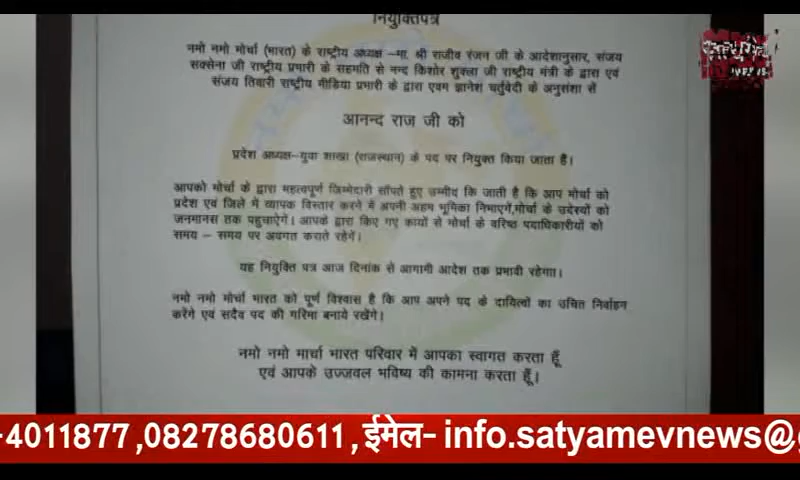 नियुक्तिपत्र
नमो नमो मोर्चा (भारत) के राष्ट्रीय अध्यक्ष –मा. श्री राजीव रंजन जी के आदेशानुसार, संजय
सक्सेना जी राष्ट्रीय प्रभारी के सहमति से नन्द किशोर शुक्ला जी राष्ट्रीय मंत्री के द्वारा एवं
संजय तिवारी राष्ट्रीय मीडिया प्रभारी के द्वारा एवम ज्ञानेश चर्तुवेदी के अनुसंशा सें
आनन्द राज जी को
प्रदेश अध्यक्ष–युवा शाखा (राजस्थान) के पद पर नियुक्त किया जाता हैं।
आपको मोर्चा के द्वारा महत्वपूर्ण जिम्मेदारी सौंपते हुए उम्मीद कि जाती है कि आप मोर्चा को
प्रदेश एवं जिले में व्यापक विस्तार करने में अपनी अहम भूमिका निभाएगें,मोर्चा के उदेश्यों को
जनमानस तक पहुचाऐगें। आपके द्वारा किए गए कार्यो से मोर्चा के वरिष्ठ पदाधिकारीयों को
समय – समय पर अवगत कराते रहेगें।
यह नियुक्ति पत्र आज दिनांक से आगामी आदेश तक प्रभावी रहेगाा।
नमो नमो मोर्चा भारत को पूर्ण विश्वास है कि आप अपने पद के दायित्वों का उचित निर्वाहन
करेंगे एवं सदैव पद की गरिमा बनाये रखेंगे।
नमो नमो मार्चा भारत परिवार में आपका स्वागत करता हूँ
एवं आपके उज्जवल भविष्य की कामना करता हूँ।
-4011877,08278680611, ईमेल- info.satyamevnews@g
NEWS